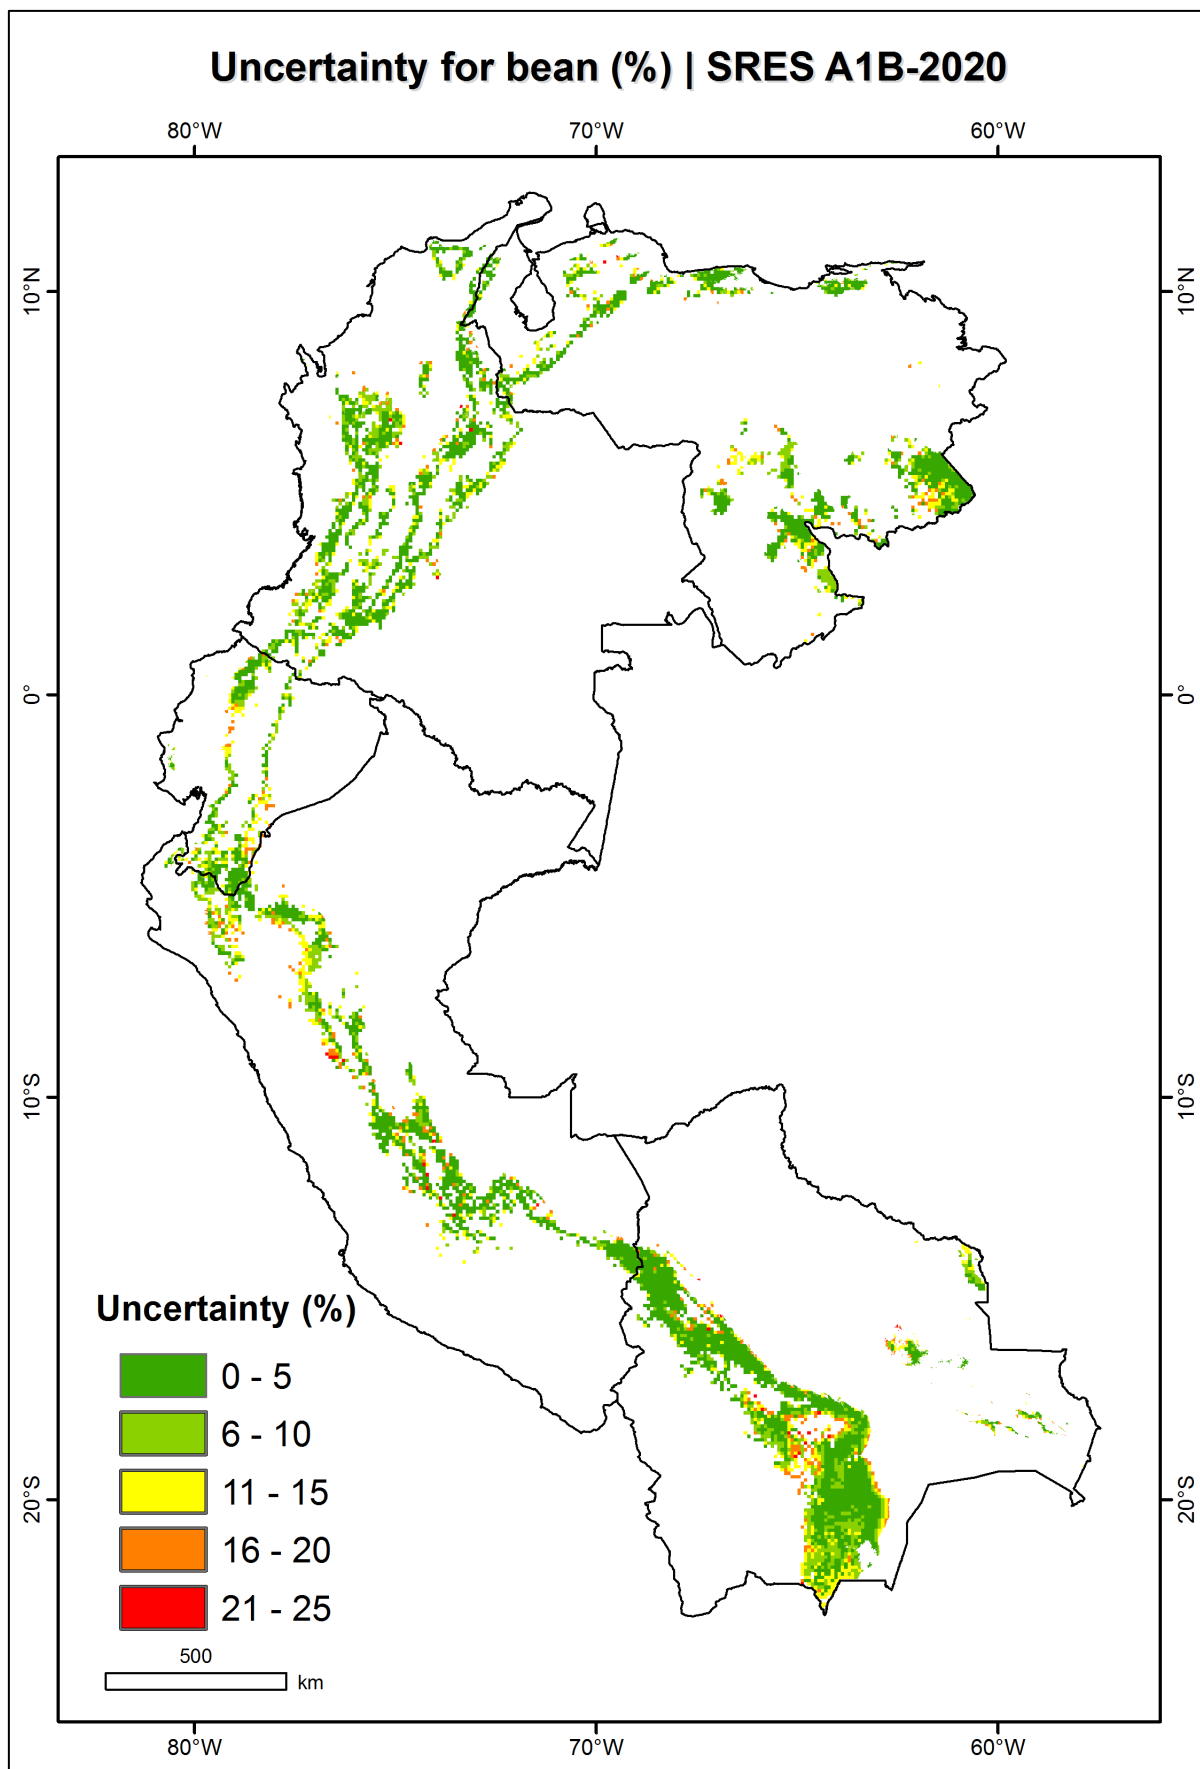 Uncertainty for bean (%) | SRES A1B-2020
80°W 70°W 60°W
10°N 10°N
0° 0°
10°S 10°S
Uncertainty (%)
0 - 5
6 - 10
11 - 15
20°S 20°S
16 - 20
21 - 25
500
km
80°W 70°W 60°W